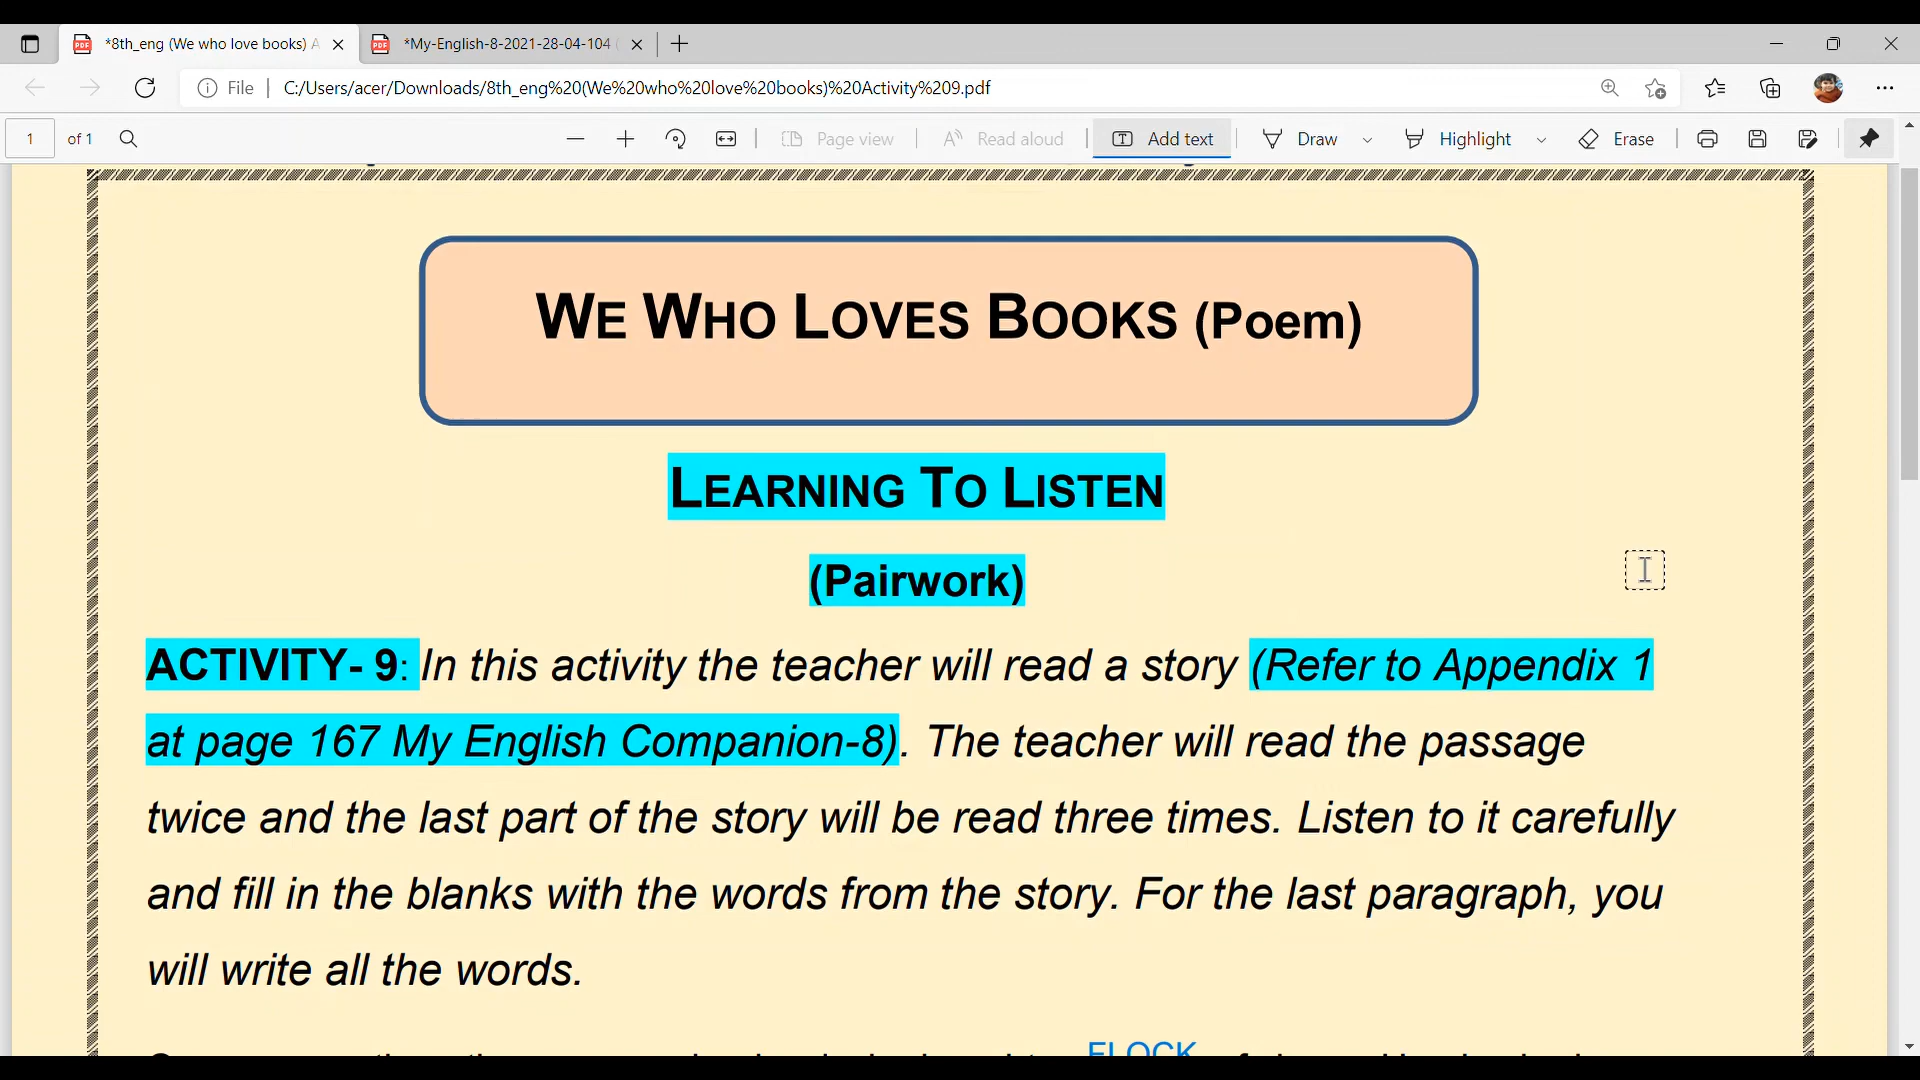 *8th_eng (We who love books) A
*My-English-8-2021-28-04-104 (
File
C:/Users/acer/Downloads/8th_eng%20(We%20who%20love%20books)%20Activity%209.pdf
1 of 1
Page view
Read aloud
Add text
Draw
Highlight
Erase
WE WHO LOVES BOOKS (Poem)
LEARNING TO LISTEN
(Pairwork)
ACTIVITY- 9: In this activity the teacher will read a story (Refer to Appendix 1
at page 167 My English Companion-8). The teacher will read the passage
twice and the last part of the story will be read three times. Listen to it carefully
and fill in the blanks with the words from the story. For the last paragraph, you
will write all the words.
FLOCK